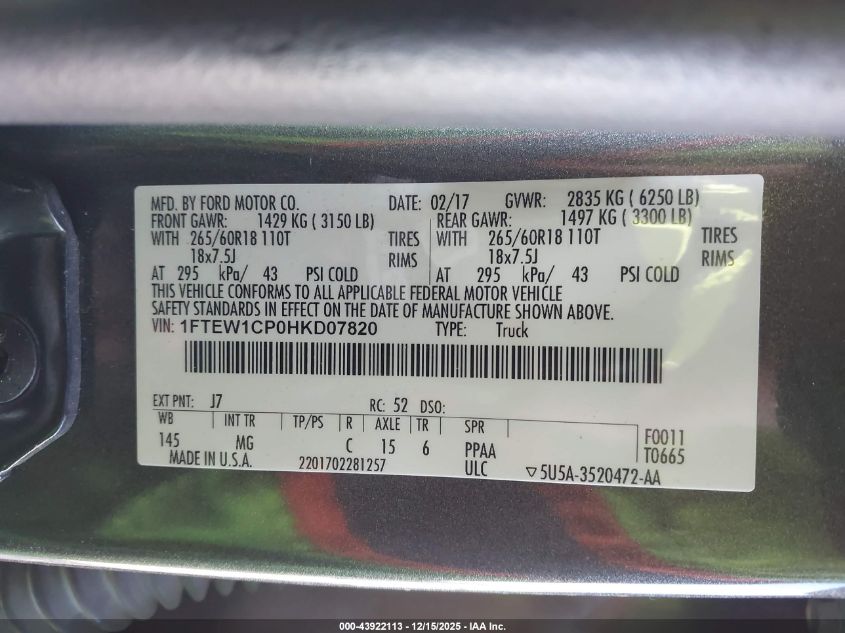 MFD. BY FORD MOTOR CO. DATE: 02/17 GVWR: 2835 KG ( 6250 LB)
FRONT GAWR: 1429 KG ( 3150 LB) REAR GAWR: 1497 KG ( 3300 LB)
WITH 265/60R18 110T TIRES WITH 265/60R18 110T TIRES
18x7.5J RIMS 18x7.5J RIMS
AT 295 kPa/ 43 PSI COLD AT 295 kPa/ 43 PSI COLD
THIS VEHICLE CONFORMS TO ALL APPLICABLE FEDERAL MOTOR VEHICLE
SAFETY STANDARDS IN EFFECT ON THE DATE OF MANUFACTURE SHOWN ABOVE.
VIN: 1FTEW1CP0HKD07820 TYPE: Truck
EXT PNT: J7 RC: 52 DSO:
WB INT TR TP/PS R AXLE TR SPR
145 MG C 15 6 PPAA F0011
T0665
MADE IN U.S.A. 2201702281257 ULC ▽5U5A-3520472-AA
000-43922113 - 12/15/2025 - IAA Inc.